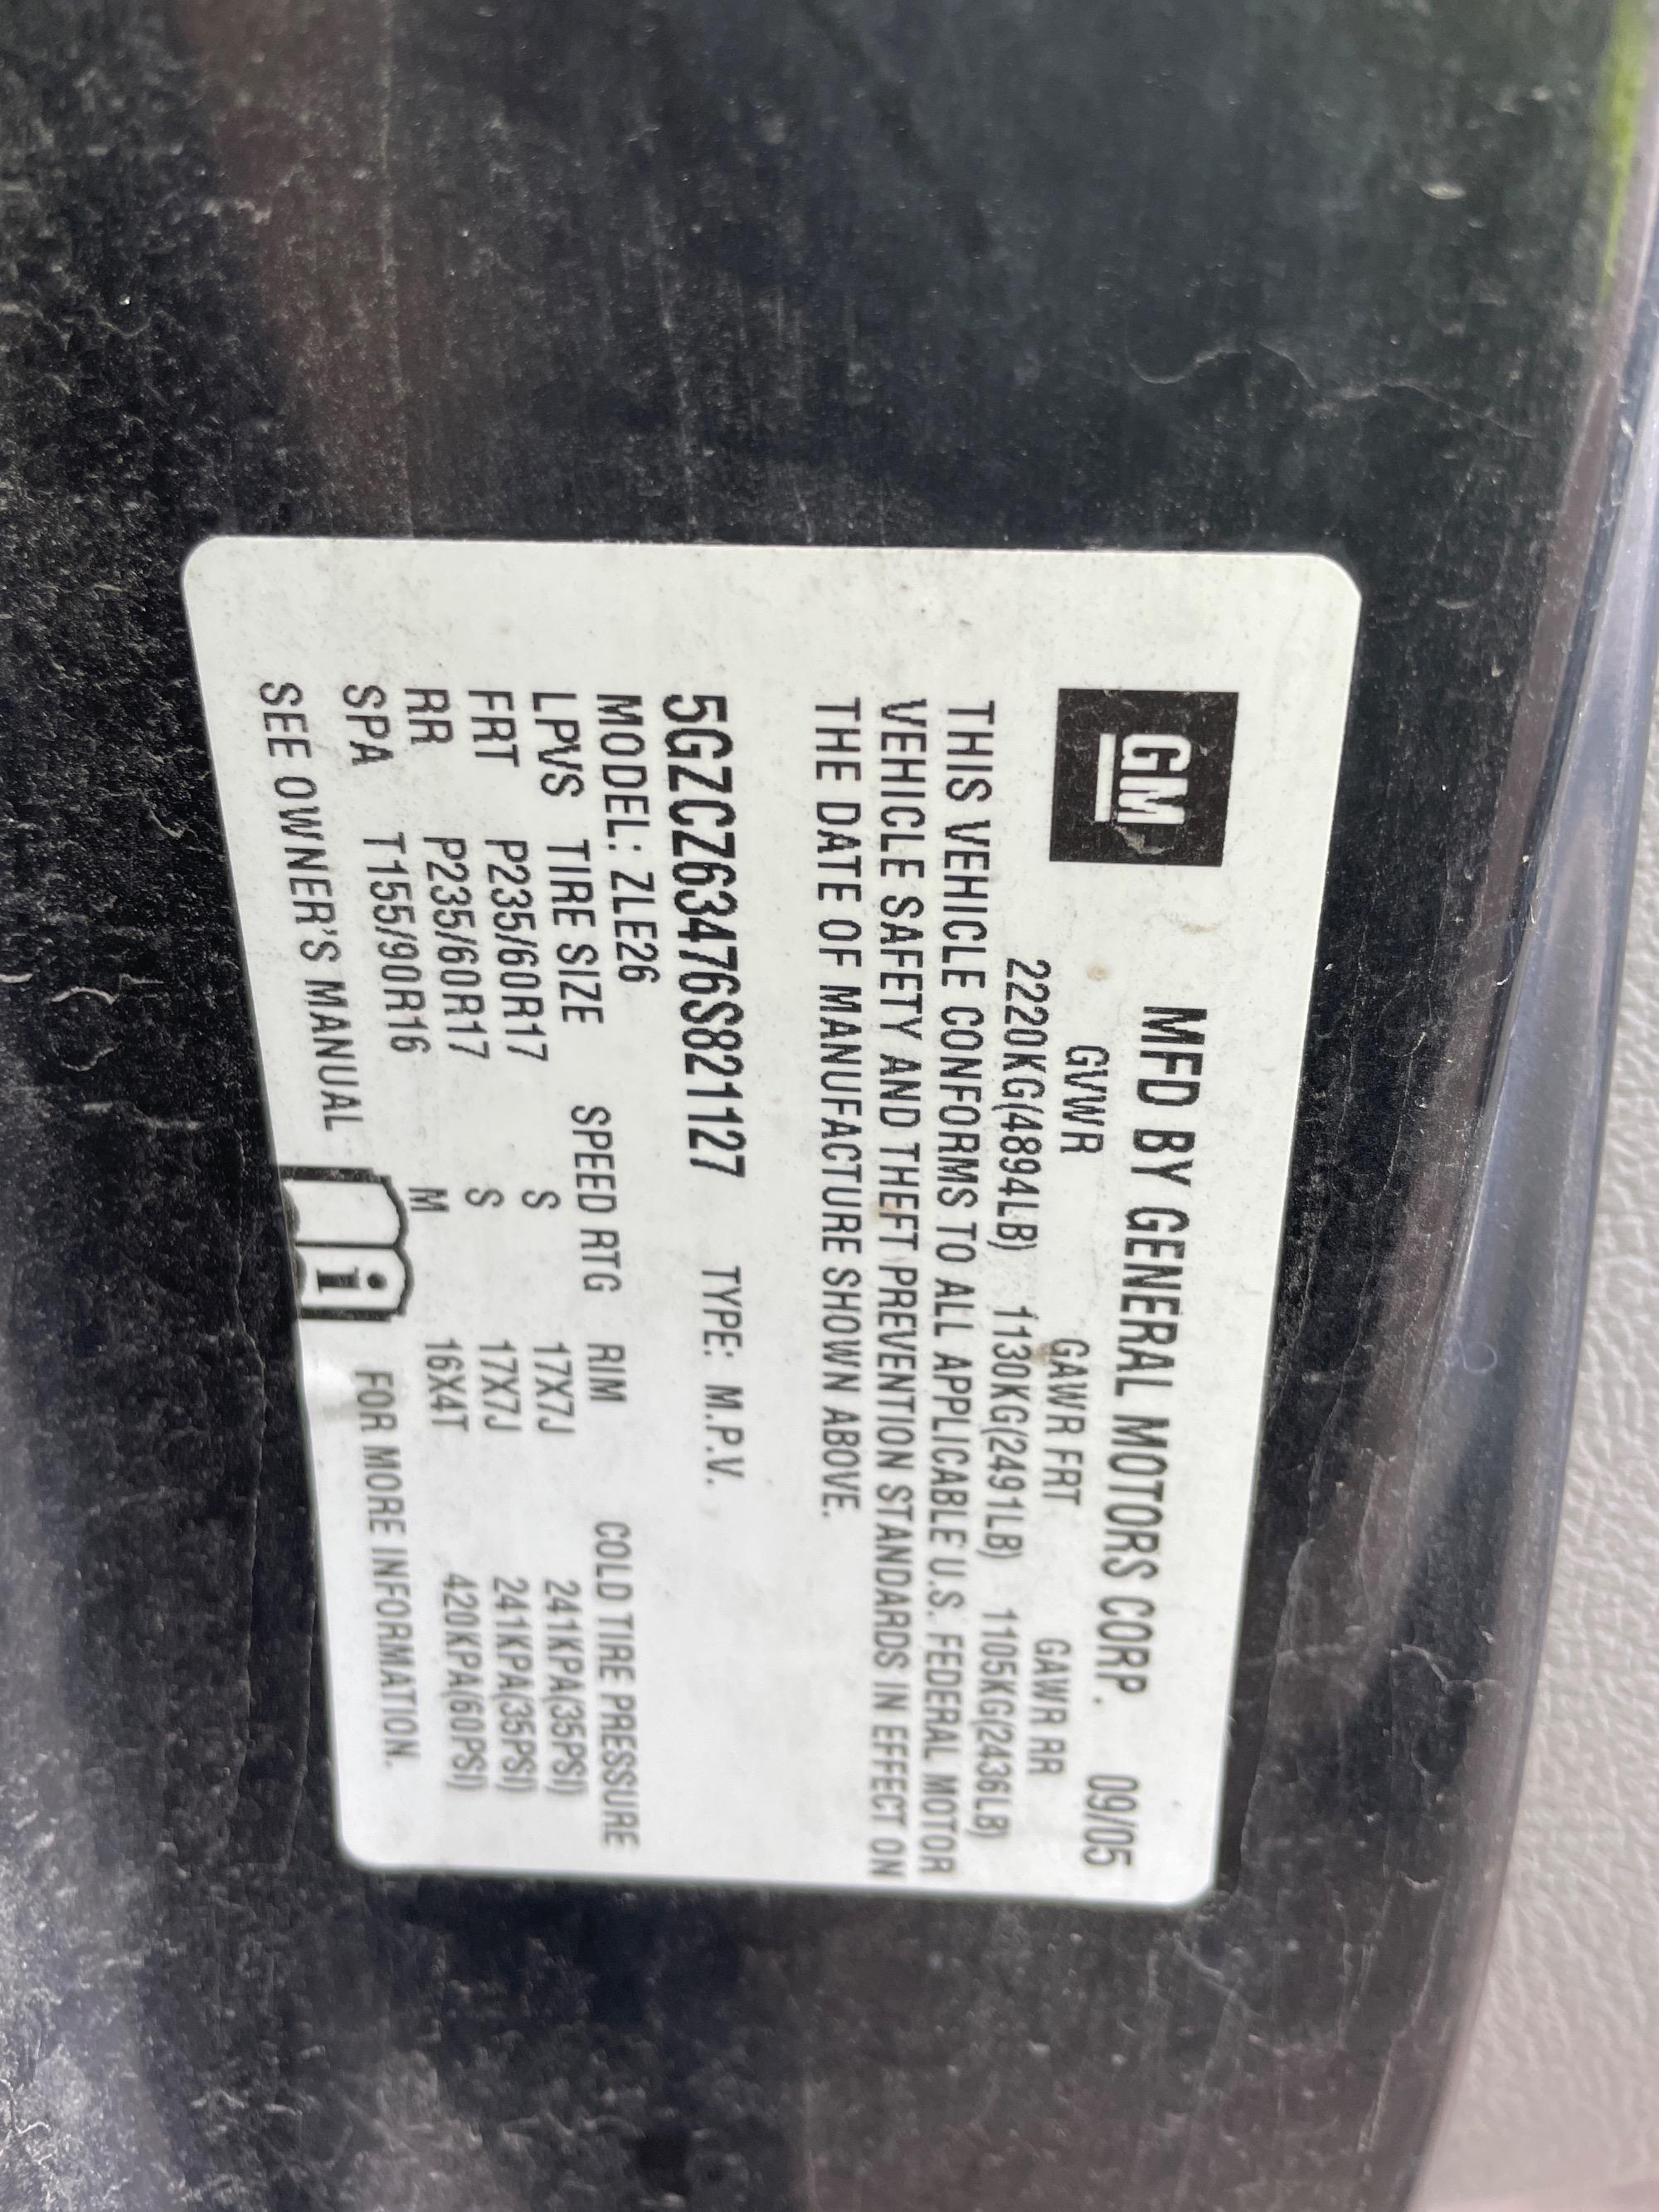 GM
MFD BY GENERAL MOTORS CORP. 09/05
GVWR GAWR FRT GAWR RR
2220KG(4894LB) 1130KG(2491LB) 1105KG(2436LB)
THIS VEHICLE CONFORMS TO ALL APPLICABLE U.S. FEDERAL MOTOR
VEHICLE SAFETY AND THEFT PREVENTION STANDARDS IN EFFECT ON
THE DATE OF MANUFACTURE SHOWN ABOVE.
5GZCZ63476S821127 TYPE: M.P.V.
MODEL: ZLE26
LPVS TIRE SIZE SPEED RTG RIM COLD TIRE PRESSURE
FRT P235/60R17 S 17X7J 241KPA(35PSI)
RR P235/60R17 S 17X7J 241KPA(35PSI)
SPA T155/90R16 M 16X4T 420KPA(60PSI)
SEE OWNER'S MANUAL i FOR MORE INFORMATION.